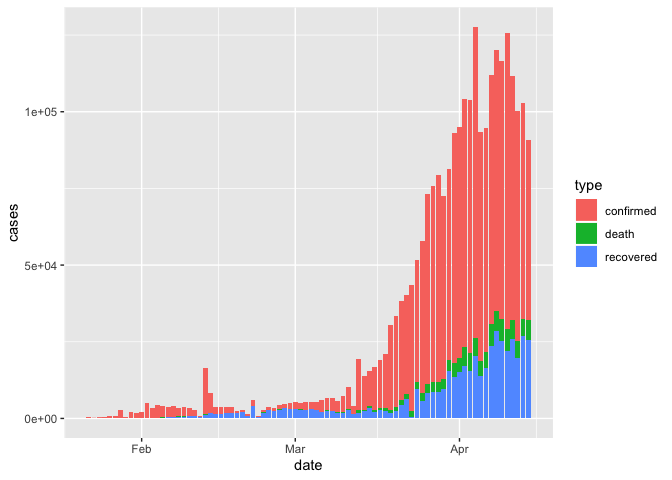 1e+05
5e+04
0e+00
cases
Feb
Mar
Apr
date
type
confirmed
death
recovered